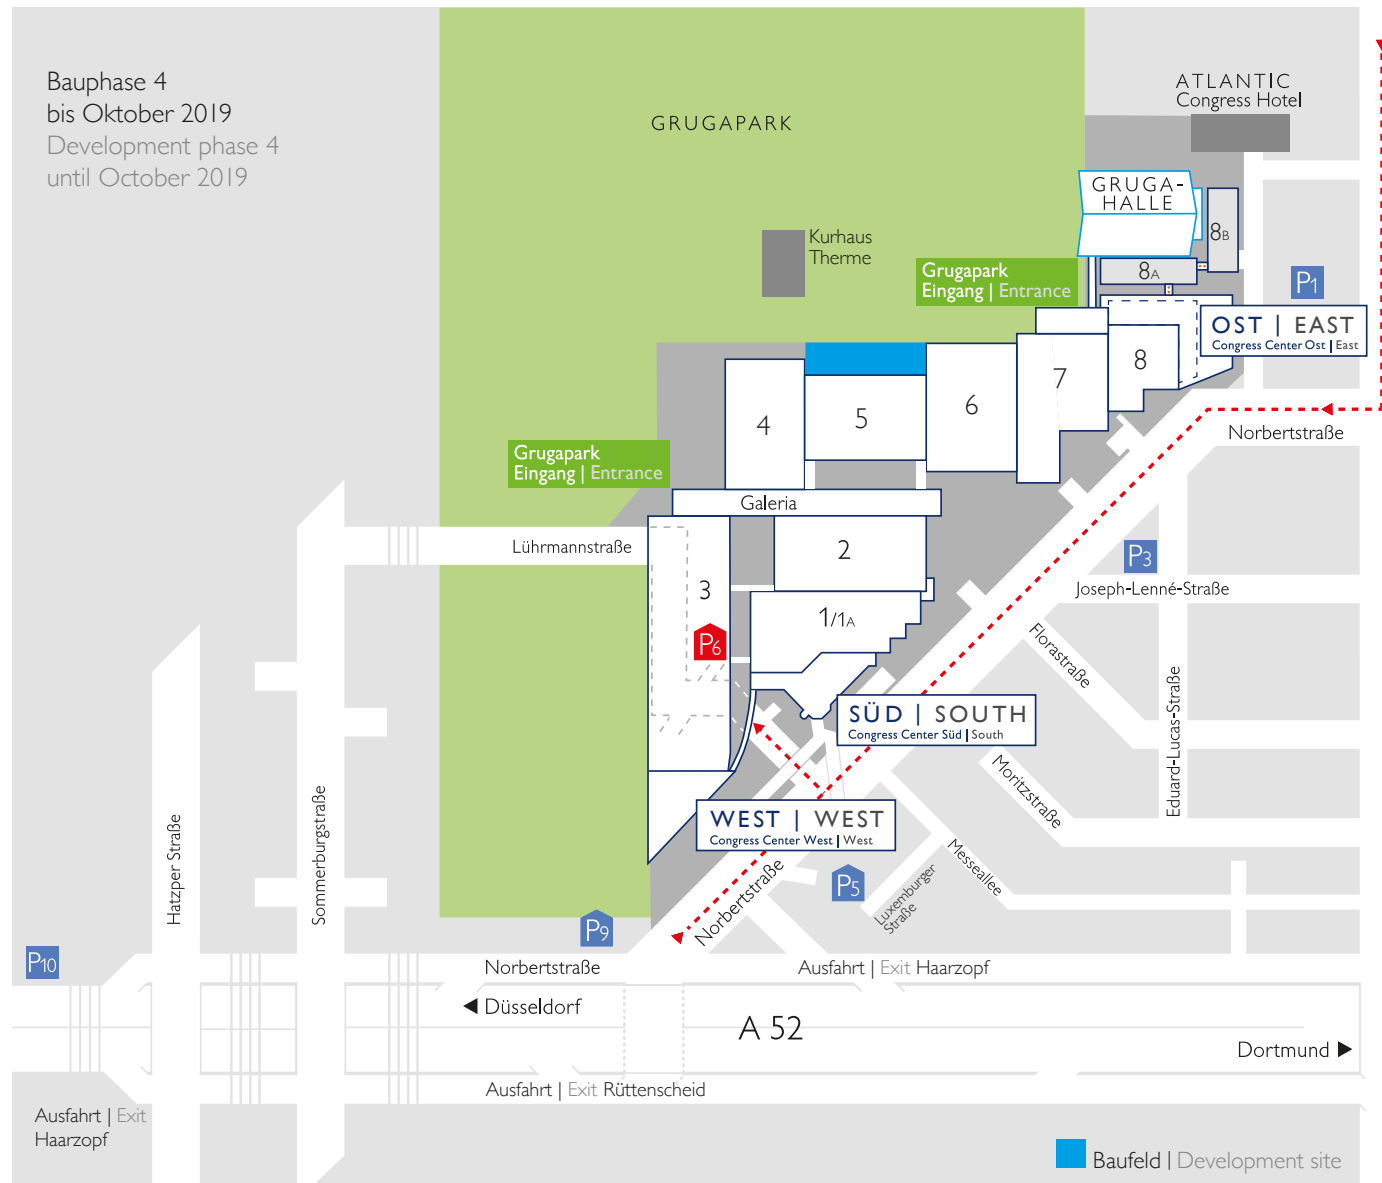 Bauphase 4
bis Oktober 2019
Development phase 4
until October 2019
GRUGAPARK
ATLANTIC
Congress Hotel
GRUGA-
HALLE
8B
8A
Kurhaus
Therme
Grugapark
Eingang | Entrance
P1
OST | EAST
Congress Center Ost | East
8
7
6
5
4
Norbertstraße
Grugapark
Eingang | Entrance
Galeria
Lührmannstraße
2
3
1/1A
P6
P3
Joseph-Lenné-Straße
Florastraße
Eduard-Lucas-Straße
SÜD | SOUTH
Congress Center Süd | South
Moritzstraße
WEST | WEST
Congress Center West | West
Messeallee
Luxemburger
Straße
P5
Norbertstraße
Hatzper Straße
Sommerburgstraße
P9
P10
Norbertstraße
Ausfahrt | Exit Haarzopf
Düsseldorf
A 52
Dortmund
Ausfahrt | Exit Rüttenscheid
Ausfahrt | Exit
Haarzopf
Baufeld | Development site